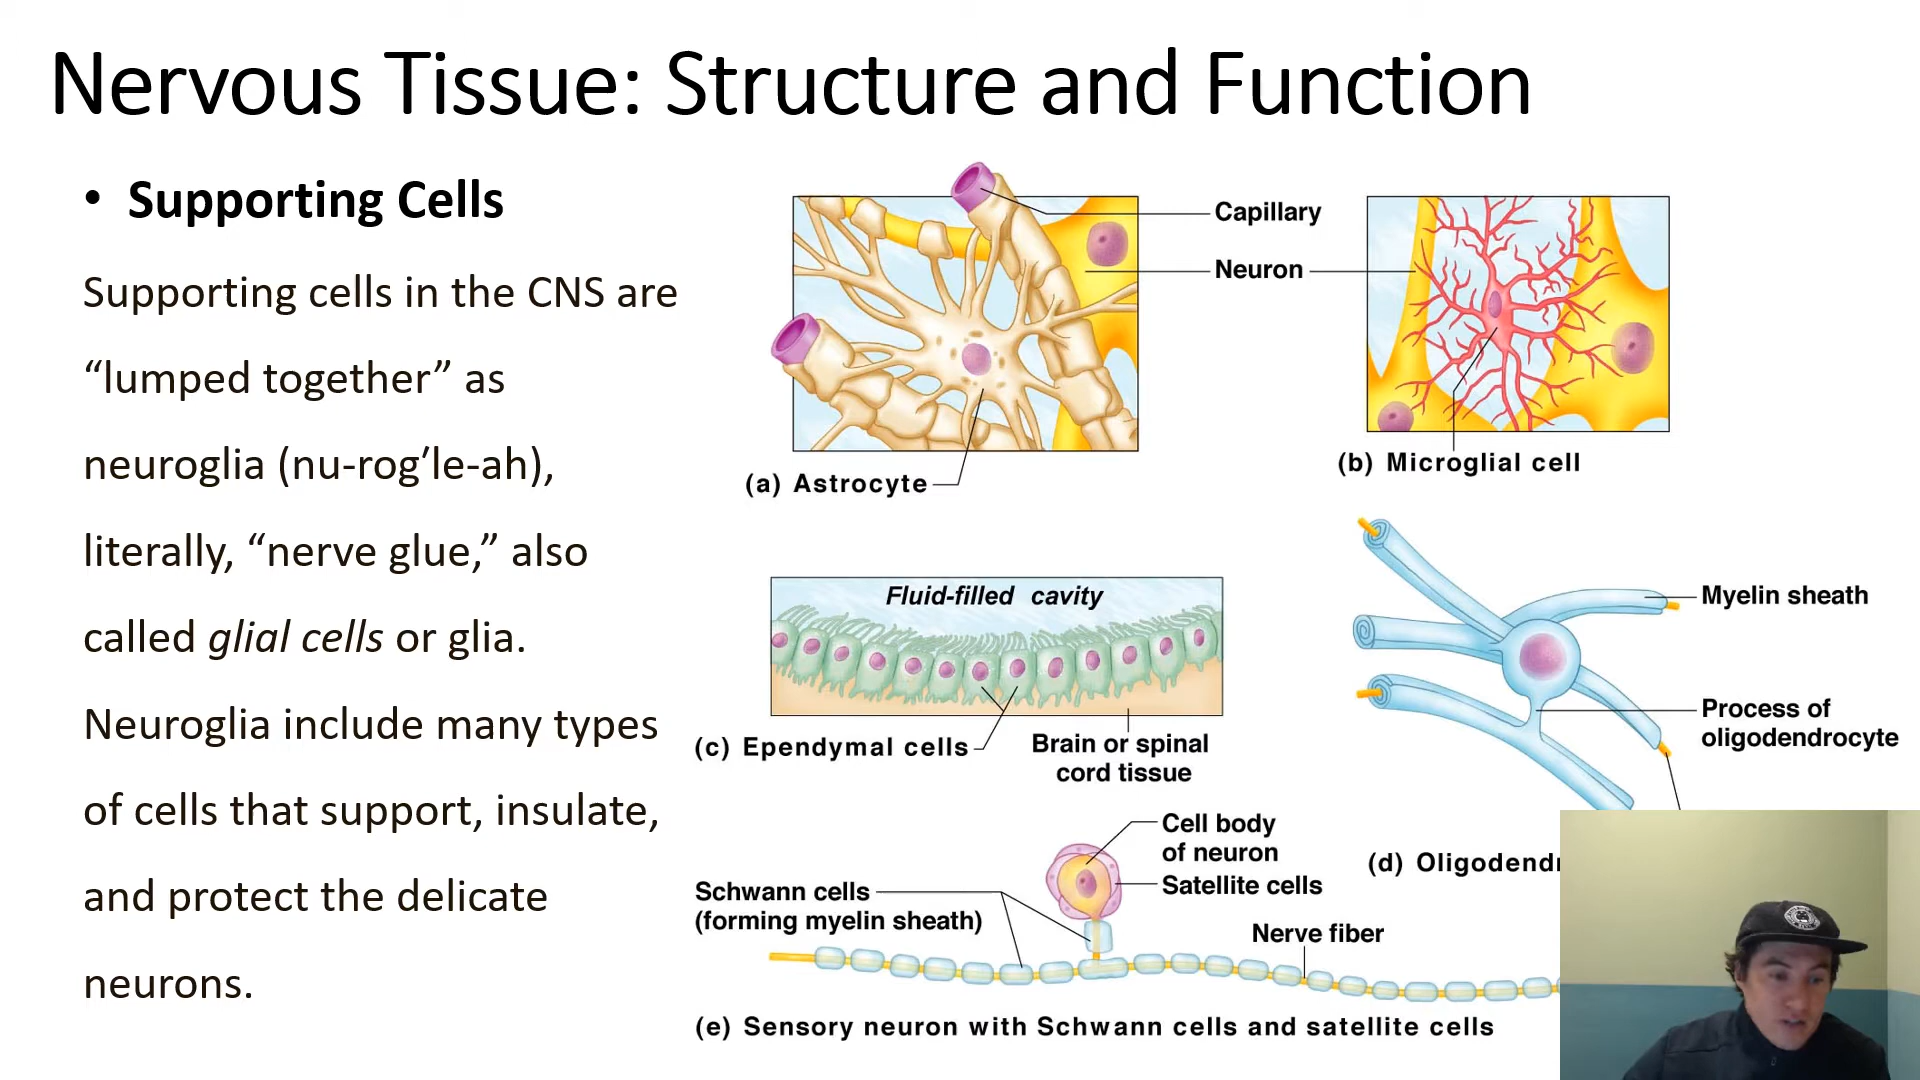 Nervous Tissue: Structure and Function
• Supporting Cells
Supporting cells in the CNS are
“lumped together” as
neuroglia (nu-rog′le-ah),
literally, “nerve glue,” also
called glial cells or glia.
Neuroglia include many types
of cells that support, insulate,
and protect the delicate
neurons.
Capillary
Neuron
(a) Astrocyte
(b) Microglial cell
Fluid-filled cavity
(c) Ependymal cells
Brain or spinal
cord tissue
Myelin sheath
Process of
oligodendrocyte
(d) Oligodend
Cell body
of neuron
Satellite cells
Schwann cells
(forming myelin sheath)
Nerve fiber
(e) Sensory neuron with Schwann cells and satellite cells